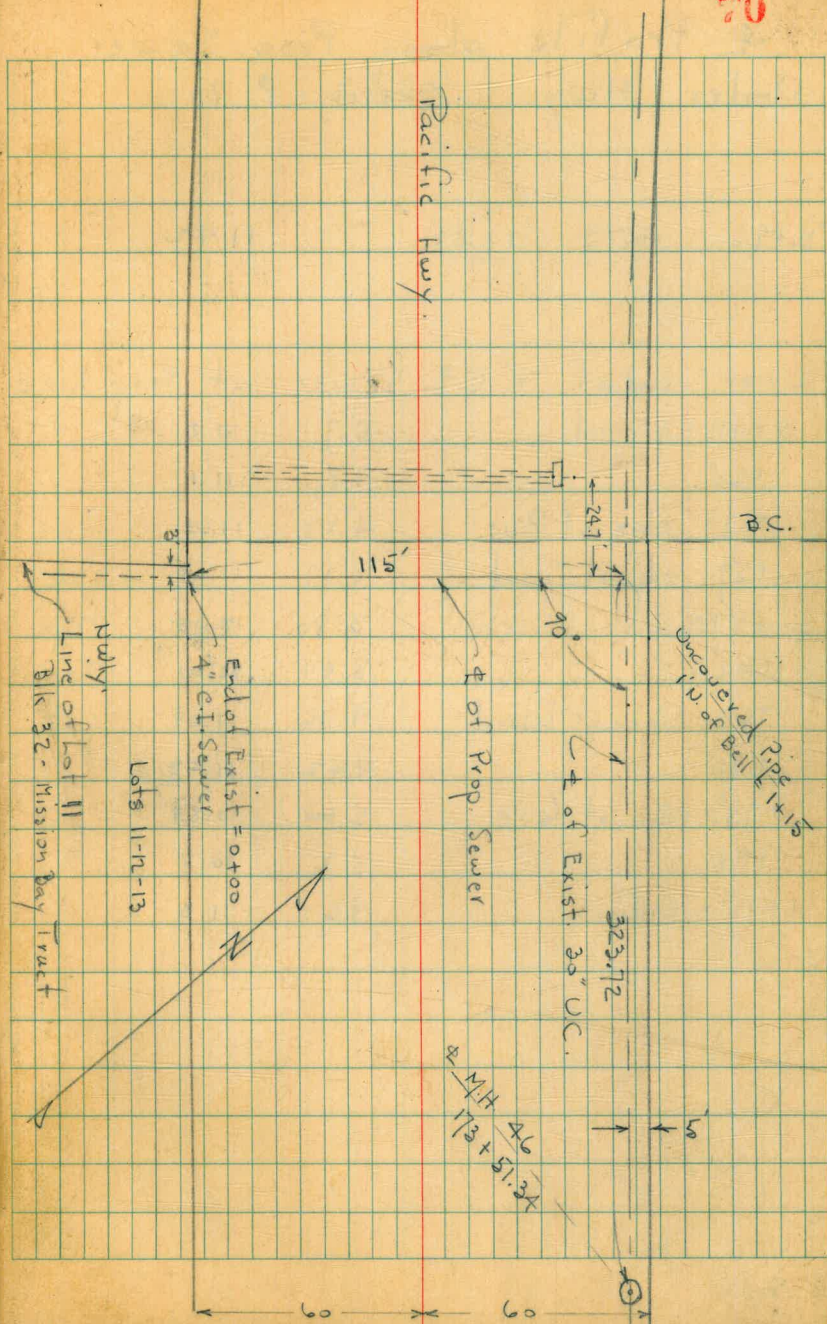 70
Pacific Hwy.
B.C.
24.7'
115'
90°
Uncovered Pipe
1' N. of Bell = 1+15
3'
End of Exist = 0+00
4" C.I. Sewer
℄ of Prop. Sewer
℄ of Exist. 30" V.C.
323.72
Lots 11-12-13
Nwly'
Line of Lot 11
Blk 32 - Mission Bay Tract
N
M.H. 46
173+51.34
5'
60
60